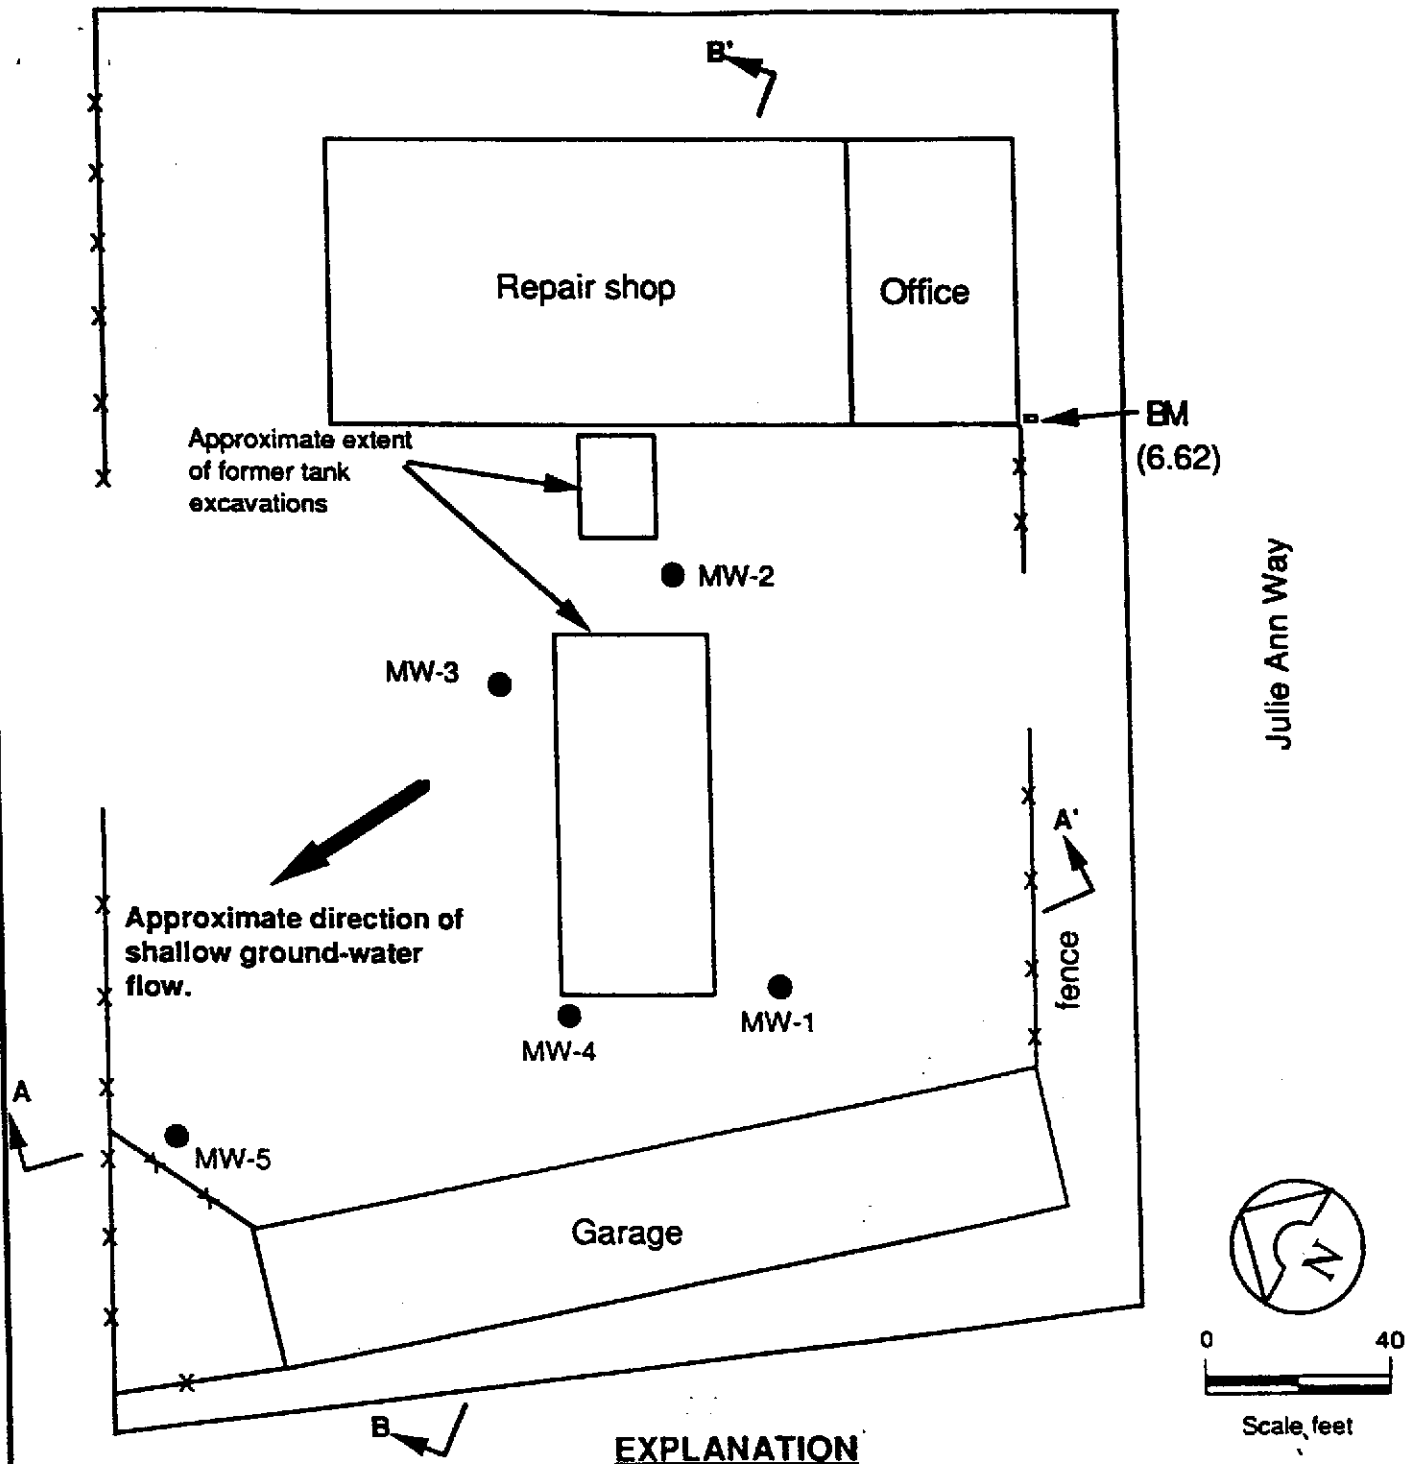 B'
Repair shop
Office
BM
(6.62)
Approximate extent
of former tank
excavations
MW-2
Julie Ann Way
MW-3
A'
Approximate direction of
shallow ground-water
flow.
fence
MW-1
MW-4
A
MW-5
Garage
N
0 40
Scale, feet
B
EXPLANATION